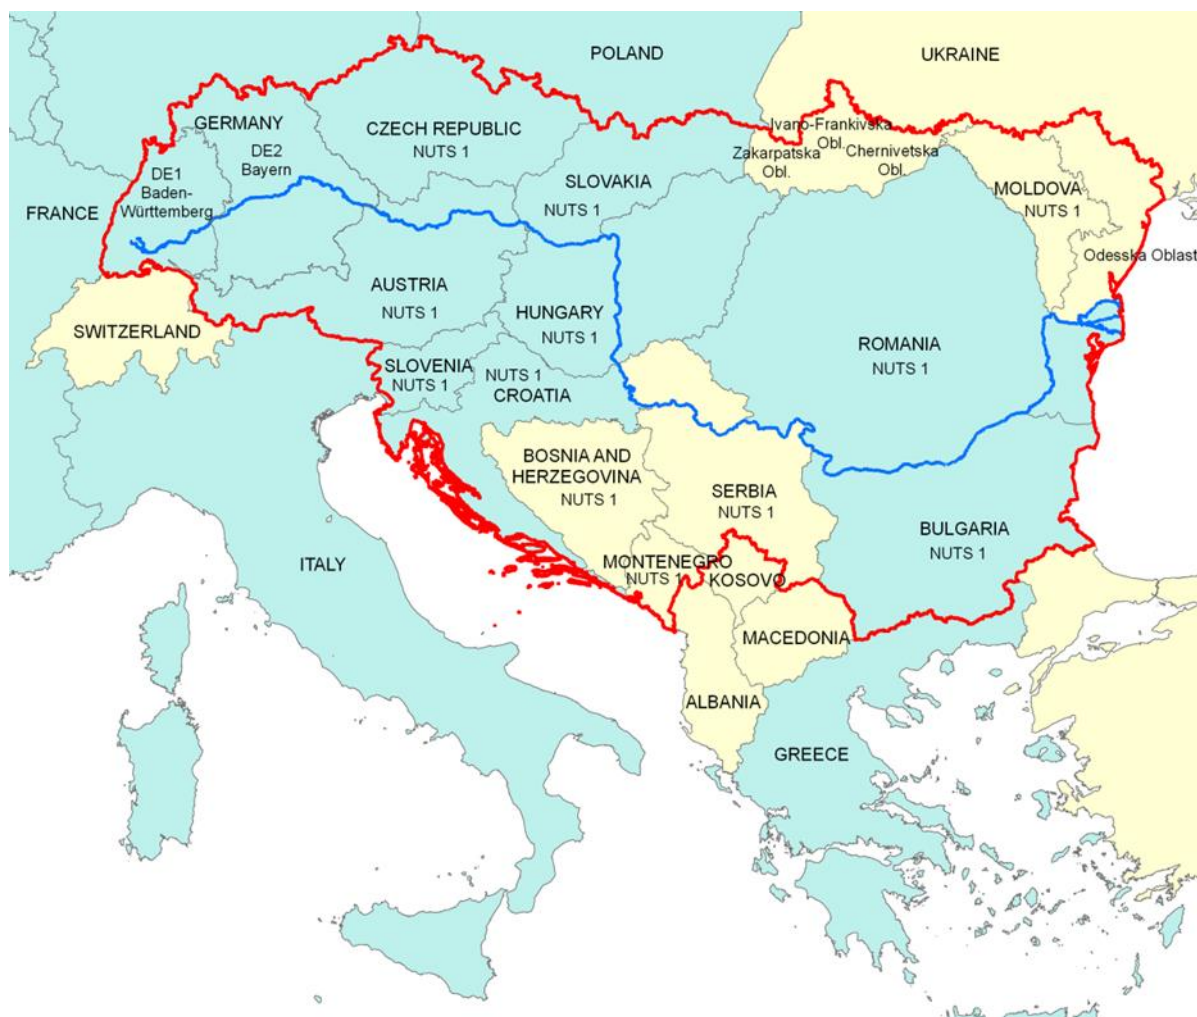 POLAND
UKRAINE
GERMANY
CZECH REPUBLIC
NUTS 1
Ivano-Frankivska
Obl.
Zakarpatska
Obl.
Chernivetska
Obl.
DE2
Bayern
DE1
Baden-
Württemberg
SLOVAKIA
NUTS 1
MOLDOVA
NUTS 1
FRANCE
Odesska Oblast
AUSTRIA
NUTS 1
HUNGARY
NUTS 1
SWITZERLAND
ROMANIA
NUTS 1
SLOVENIA
NUTS 1
NUTS 1
CROATIA
BOSNIA AND
HERZEGOVINA
NUTS 1
SERBIA
NUTS 1
BULGARIA
NUTS 1
ITALY
MONTENEGRO
NUTS 1
KOSOVO
MACEDONIA
ALBANIA
GREECE